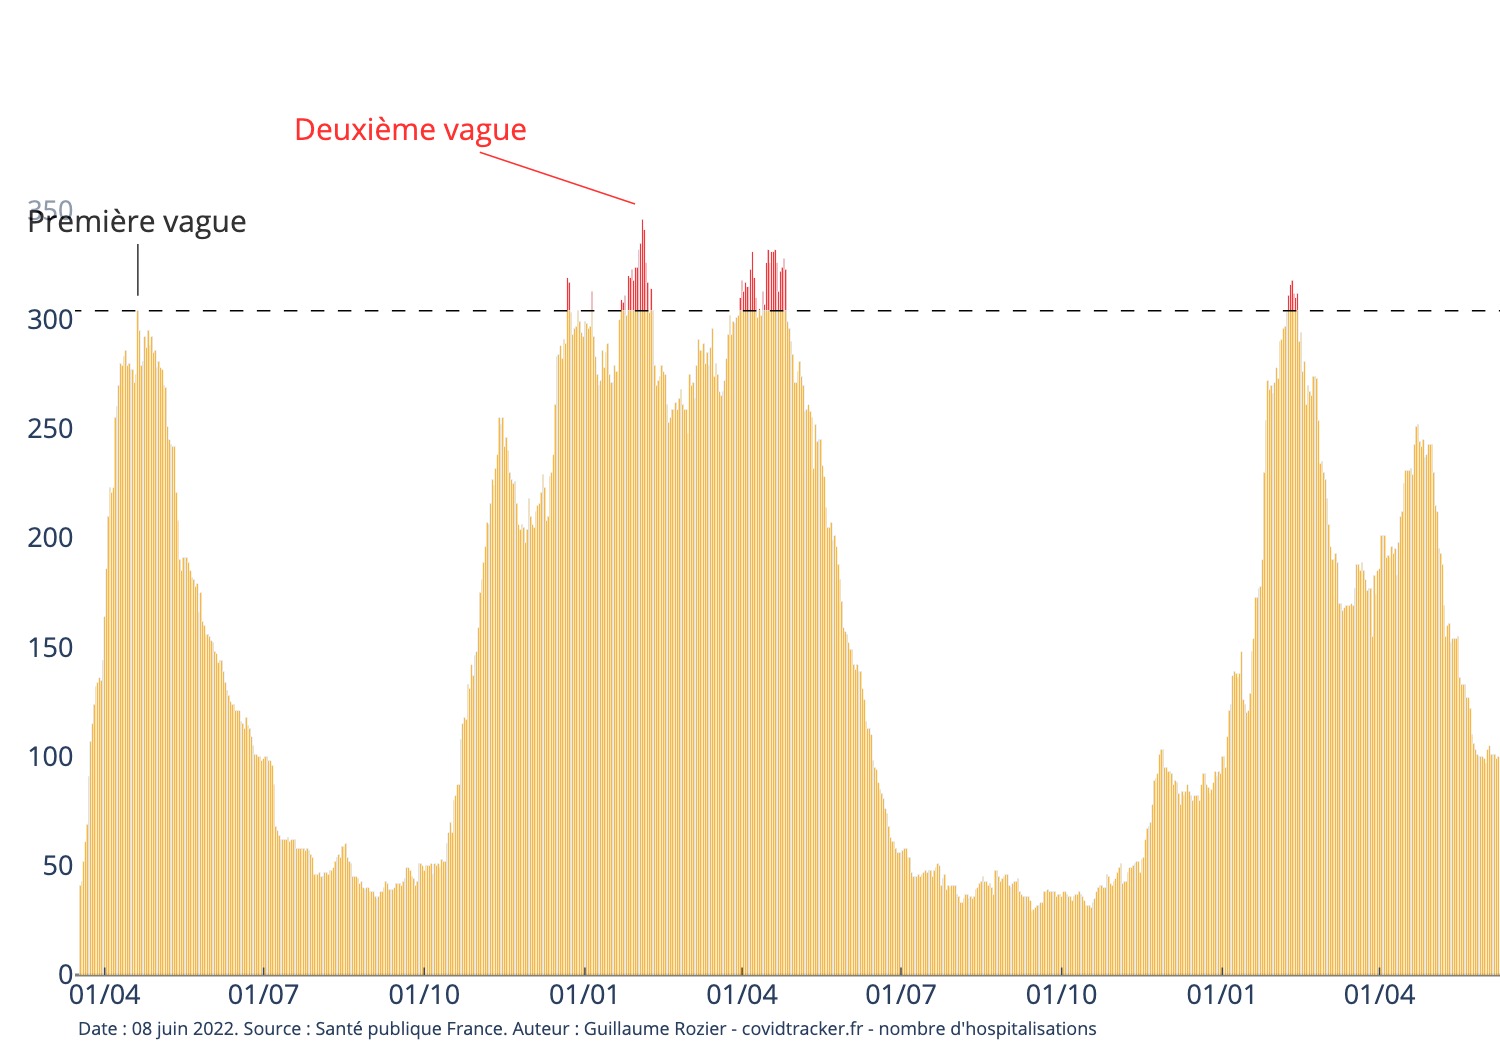 Deuxième vague
350
Première vague
300
250
200
150
100
50
0
01/04 01/07 01/10 01/01 01/04 01/07 01/10 01/01 01/04
Date : 08 juin 2022. Source : Santé publique France. Auteur : Guillaume Rozier - covidtracker.fr - nombre d'hospitalisations